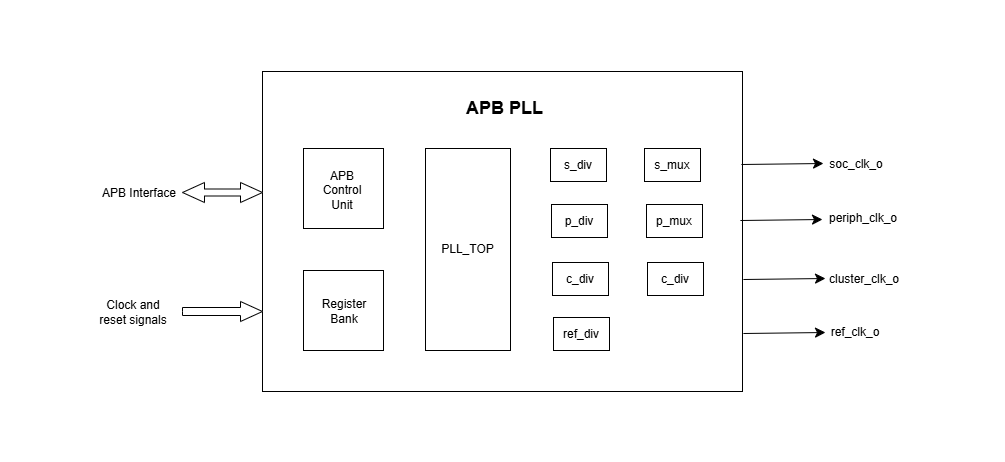 APB PLL
APB Interface
Clock and
reset signals
APB
Control
Unit
Register
Bank
PLL_TOP
s_div
s_mux
p_div
p_mux
c_div
c_div
ref_div
soc_clk_o
periph_clk_o
cluster_clk_o
ref_clk_o